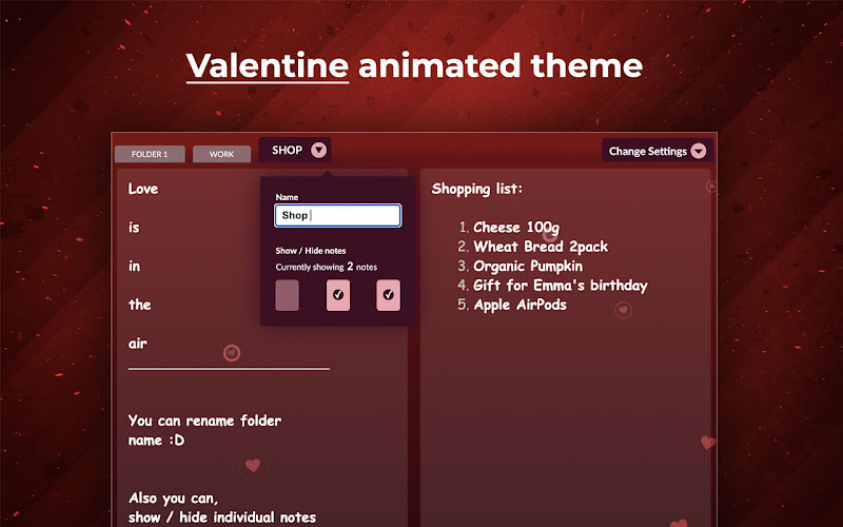 Valentine animated theme
FOLDER 1
WORK
SHOP
Change Settings
Love
is
in
the
air
You can rename folder
name :D
Also you can,
show / hide individual notes
Name
Shop
Show / Hide notes
Currently showing 2 notes
Shopping list:
1. Cheese 100g
2. Wheat Bread 2pack
3. Organic Pumpkin
4. Gift for Emma's birthday
5. Apple AirPods